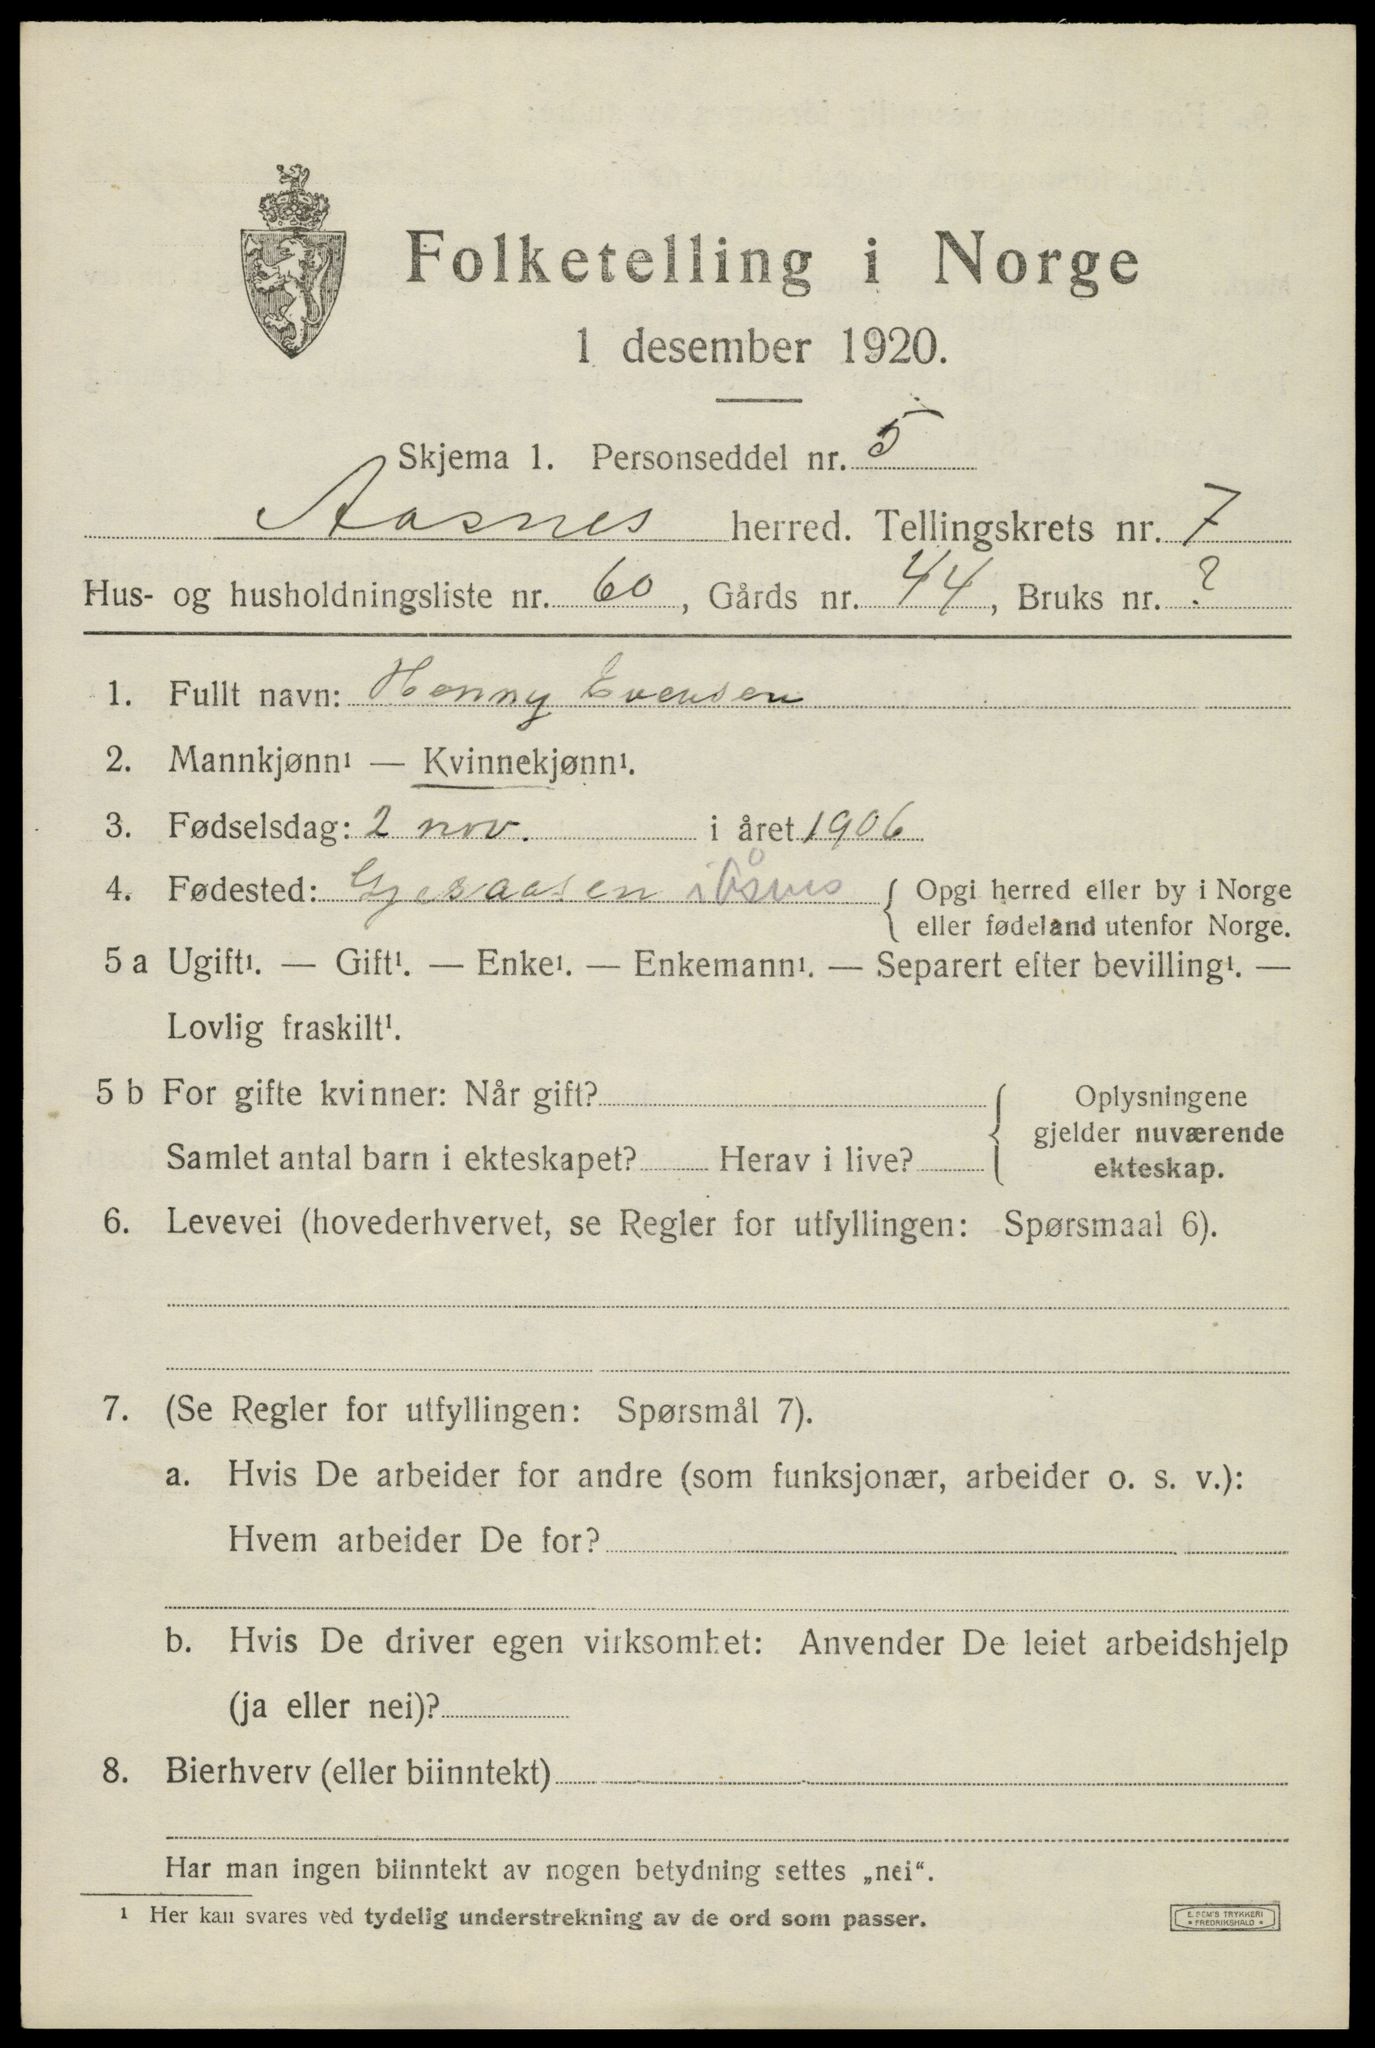 Folketelling i Norge
1 desember 1920.
Skjema 1. Personseddel nr. 5
Aasnes herred. Tellingskrets nr. 7
Hus- og husholdningsliste nr. 60, Gårds nr. 44, Bruks nr. ?
1. Fullt navn: Henny Evensen
2. Mannkjønn¹ — Kvinnekjønn¹.
3. Fødselsdag: 2 nov. i året 1906
4. Fødested: Gjesaasen i Åsnes { Opgi herred eller by i Norge
eller fødeland utenfor Norge.
5 a Ugift¹. — Gift¹. — Enke¹. — Enkemann¹. — Separert efter bevilling¹. —
Lovlig fraskilt¹.
5 b For gifte kvinner: Når gift? { Oplysningene
gjelder nuværende
Samlet antal barn i ekteskapet? Herav i live? ekteskap.
6. Levevei (hovederhvervet, se Regler for utfyllingen: Spørsmaal 6).
7. (Se Regler for utfyllingen: Spørsmål 7).
a. Hvis De arbeider for andre (som funksjonær, arbeider o. s. v.):
Hvem arbeider De for?
b. Hvis De driver egen virksomhet: Anvender De leiet arbeidshjelp
(ja eller nei)?
8. Bierhverv (eller biinntekt)
Har man ingen biinntekt av nogen betydning settes „nei“.
¹ Her kan svares ved tydelig understrekning av de ord som passer.
E. SEM'S TRYKKERI
• FREDRIKSHALD •